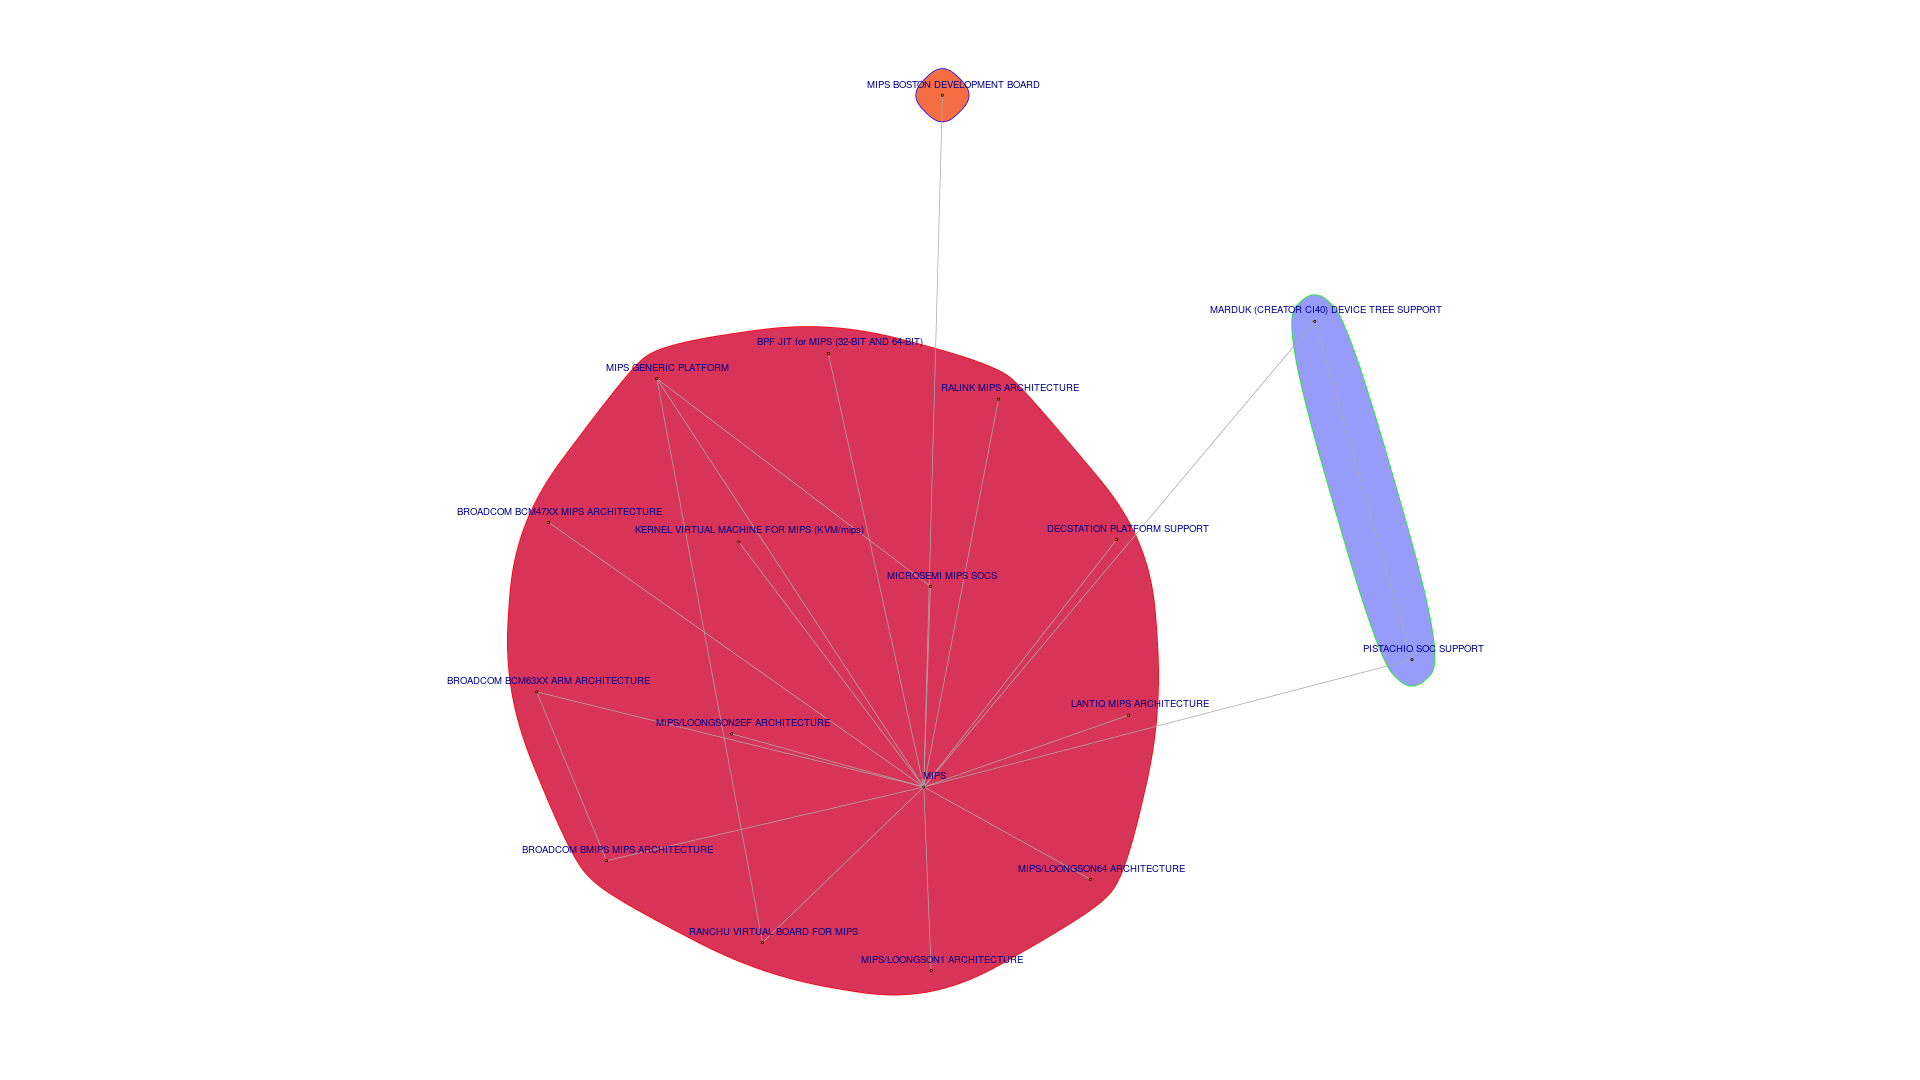 MIPS BOSTON DEVELOPMENT BOARD
MARDUK (CREATOR CI40) DEVICE TREE SUPPORT
BPF JIT for MIPS (32-BIT AND 64-BIT)
MIPS GENERIC PLATFORM
RALINK MIPS ARCHITECTURE
BROADCOM BCM47XX MIPS ARCHITECTURE
KERNEL VIRTUAL MACHINE FOR MIPS (KVM/mips)
DECSTATION PLATFORM SUPPORT
MICROSEMI MIPS SOCS
PISTACHIO SOC SUPPORT
BROADCOM BCM63XX ARM ARCHITECTURE
LANTIQ MIPS ARCHITECTURE
MIPS/LOONGSON2EF ARCHITECTURE
MIPS
BROADCOM BMIPS MIPS ARCHITECTURE
MIPS/LOONGSON64 ARCHITECTURE
RANCHU VIRTUAL BOARD FOR MIPS
MIPS/LOONGSON1 ARCHITECTURE